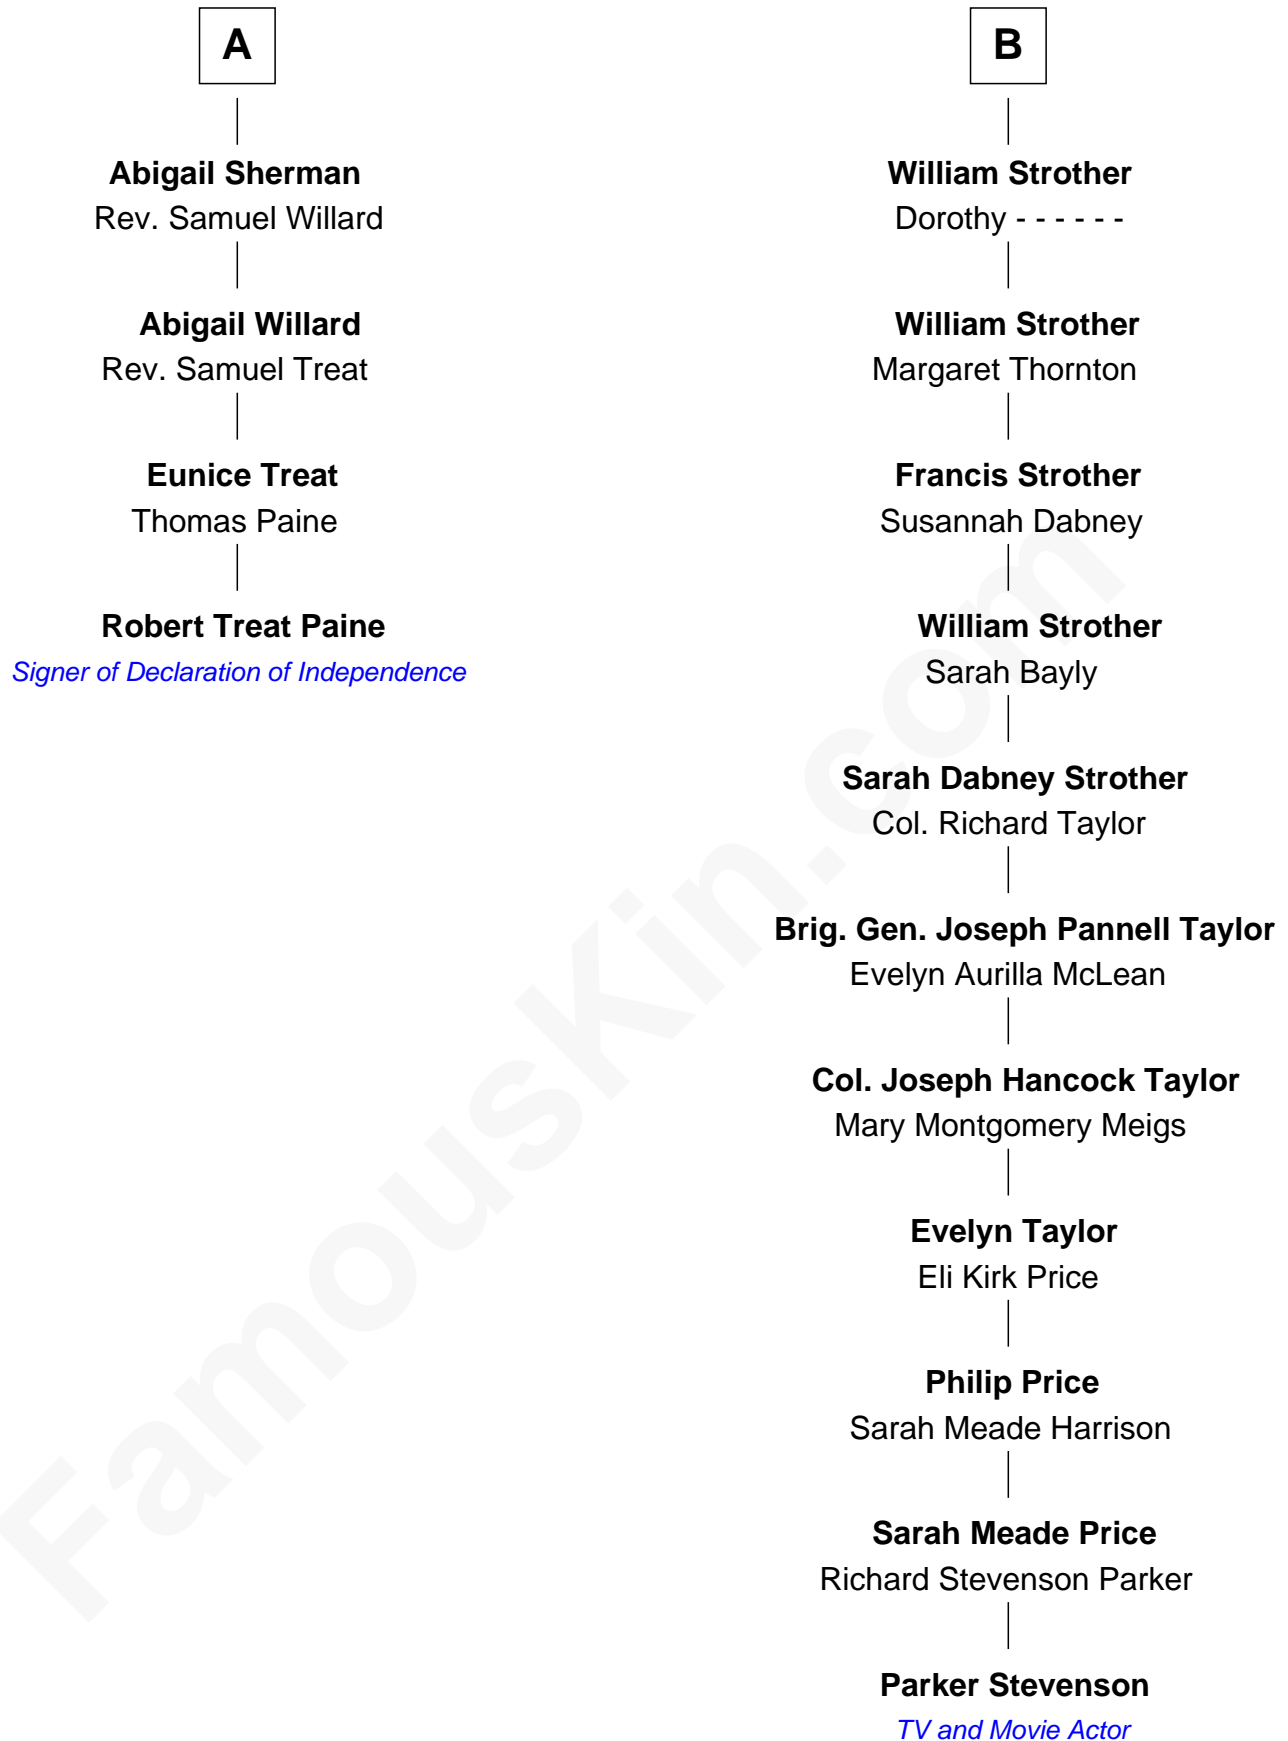 A
Abigail Sherman
Rev. Samuel Willard
Abigail Willard
Rev. Samuel Treat
Eunice Treat
Thomas Paine
Robert Treat Paine
Signer of Declaration of Independence
B
William Strother
Dorothy - - - - - -
William Strother
Margaret Thornton
Francis Strother
Susannah Dabney
William Strother
Sarah Bayly
Sarah Dabney Strother
Col. Richard Taylor
Brig. Gen. Joseph Pannell Taylor
Evelyn Aurilla McLean
Col. Joseph Hancock Taylor
Mary Montgomery Meigs
Evelyn Taylor
Eli Kirk Price
Philip Price
Sarah Meade Harrison
Sarah Meade Price
Richard Stevenson Parker
Parker Stevenson
TV and Movie Actor
FamousKin.com